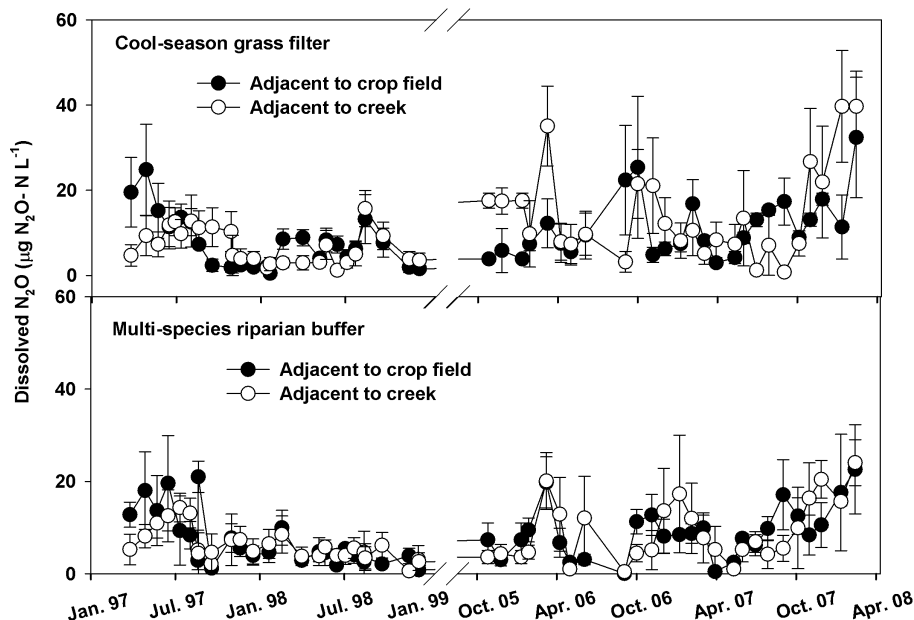 60
Cool-season grass filter
Adjacent to crop field
Adjacent to creek
40
20
0
60
Multi-species riparian buffer
Adjacent to crop field
Adjacent to creek
40
20
0
Dissolved N₂O (μg N₂O- N L⁻¹)
Jan. 97 Jul. 97 Jan. 98 Jul. 98 Jan. 99 Oct. 05 Apr. 06 Oct. 06 Apr. 07 Oct. 07 Apr. 08